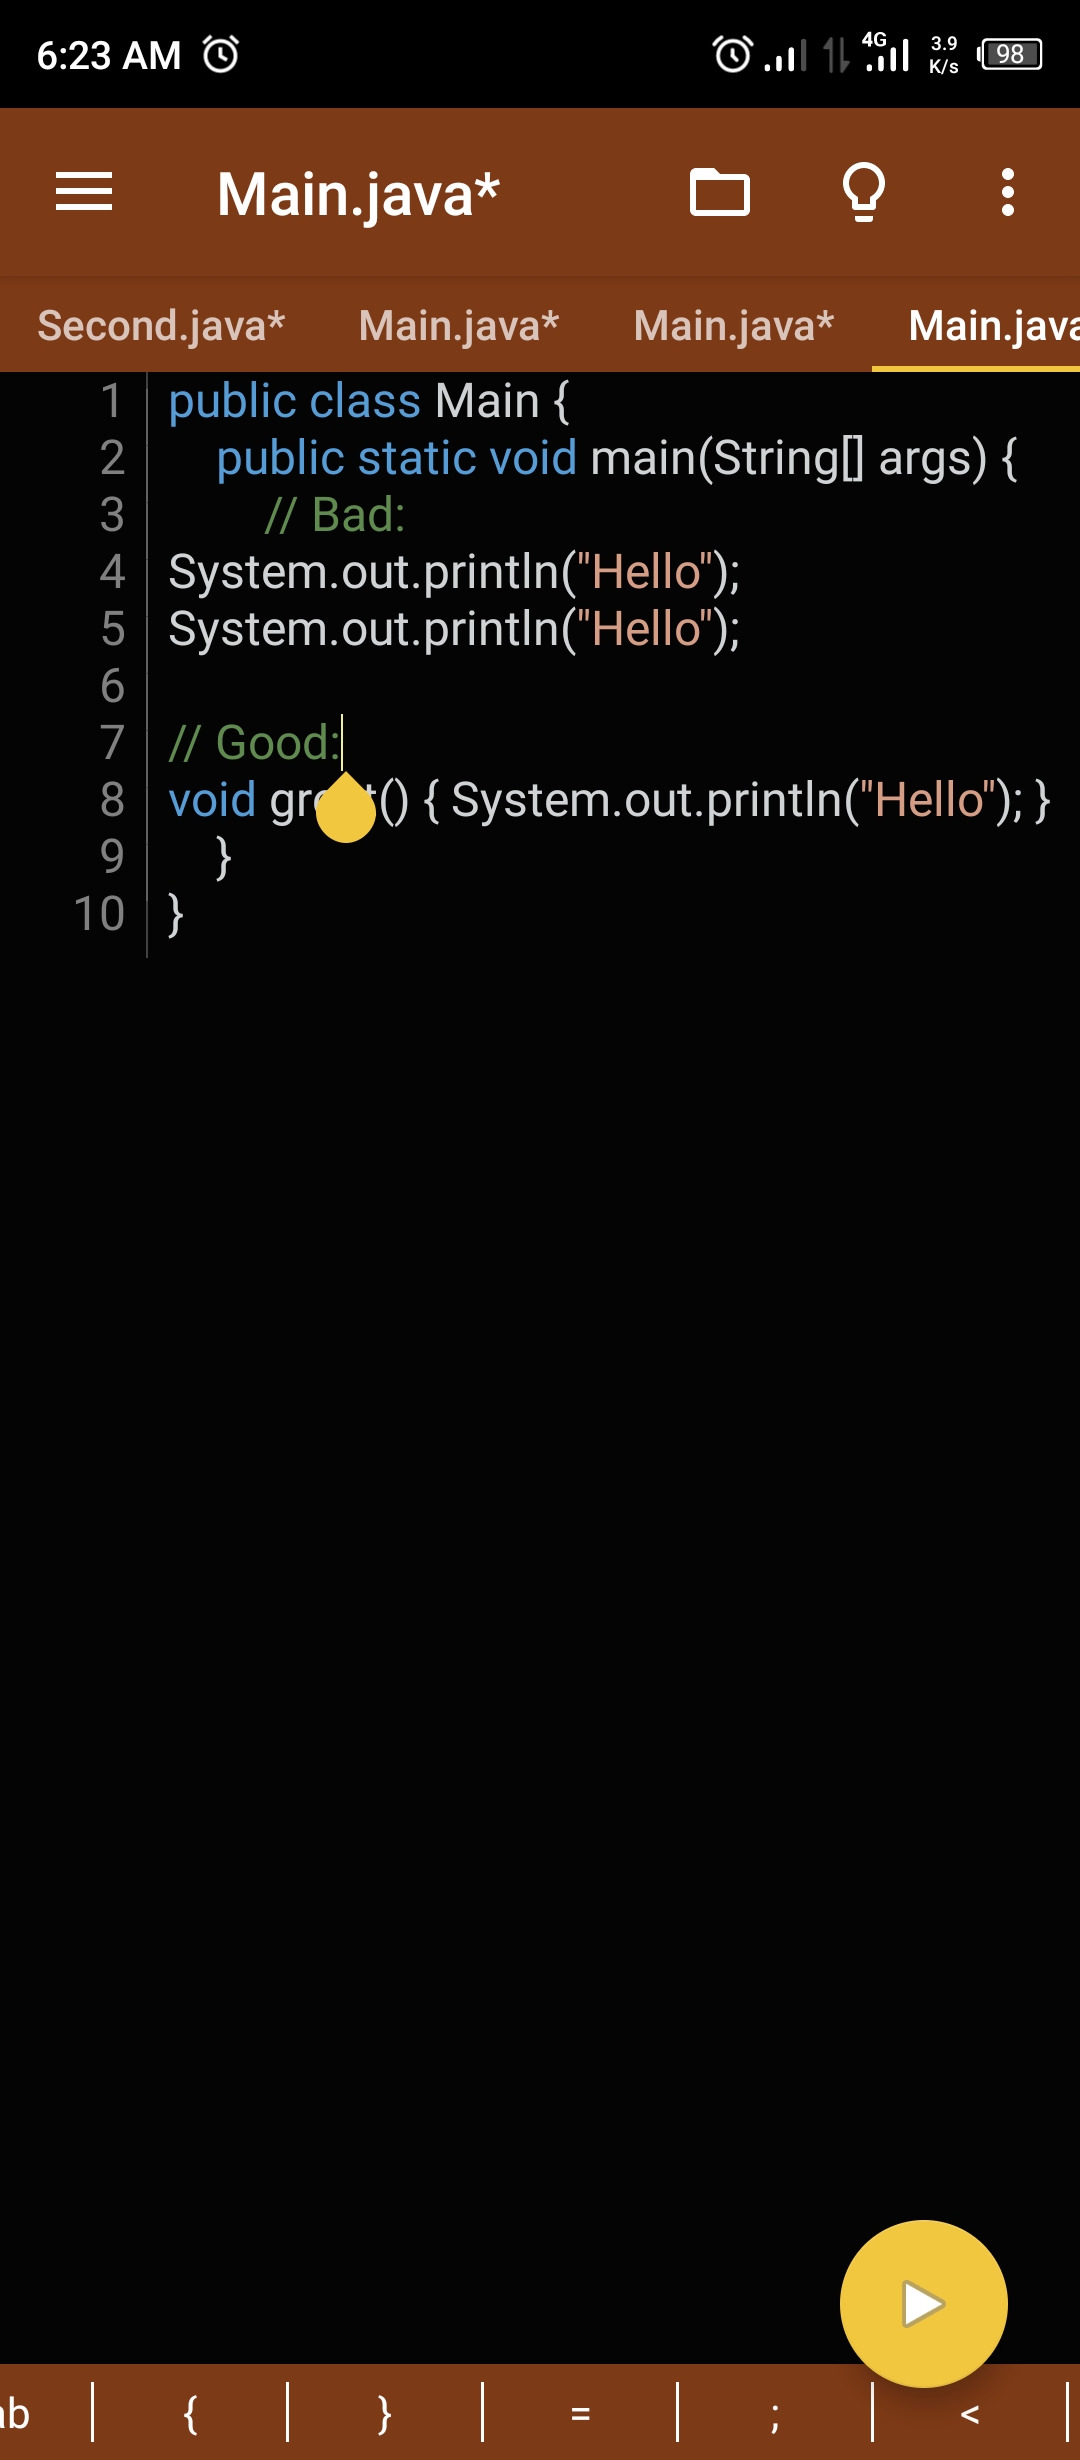 6:23 AM 4G 3.9 K/s 98
Main.java*
Second.java* Main.java* Main.java* Main.java
1 public class Main {
2 public static void main(String[] args) {
3 // Bad:
4 System.out.println("Hello");
5 System.out.println("Hello");
6
7 // Good:
8 void () { System.out.println("Hello"); }
9 }
10 }
ab { } = ; <